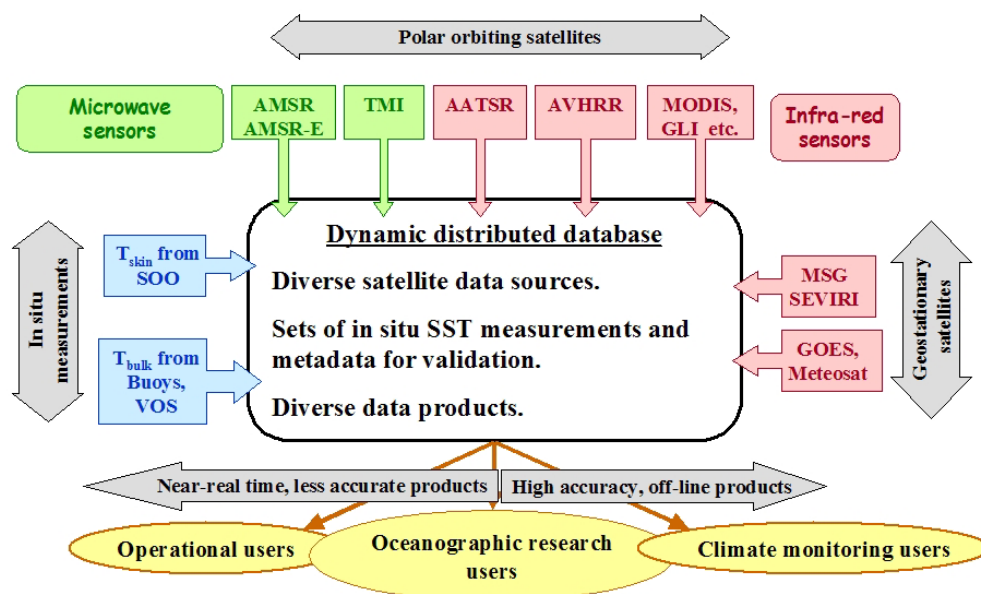 Polar orbiting satellites
Microwave
sensors
AMSR
AMSR-E
TMI
AATSR
AVHRR
MODIS,
GLI etc.
Infra-red
sensors
In situ
measurements
T_skin from
SOO
T_bulk from
Buoys,
VOS
Dynamic distributed database
Diverse satellite data sources.
Sets of in situ SST measurements and
metadata for validation.
Diverse data products.
MSG
SEVIRI
GOES,
Meteosat
Geostationary
satellites
Near-real time, less accurate products
High accuracy, off-line products
Operational users
Oceanographic research
users
Climate monitoring users